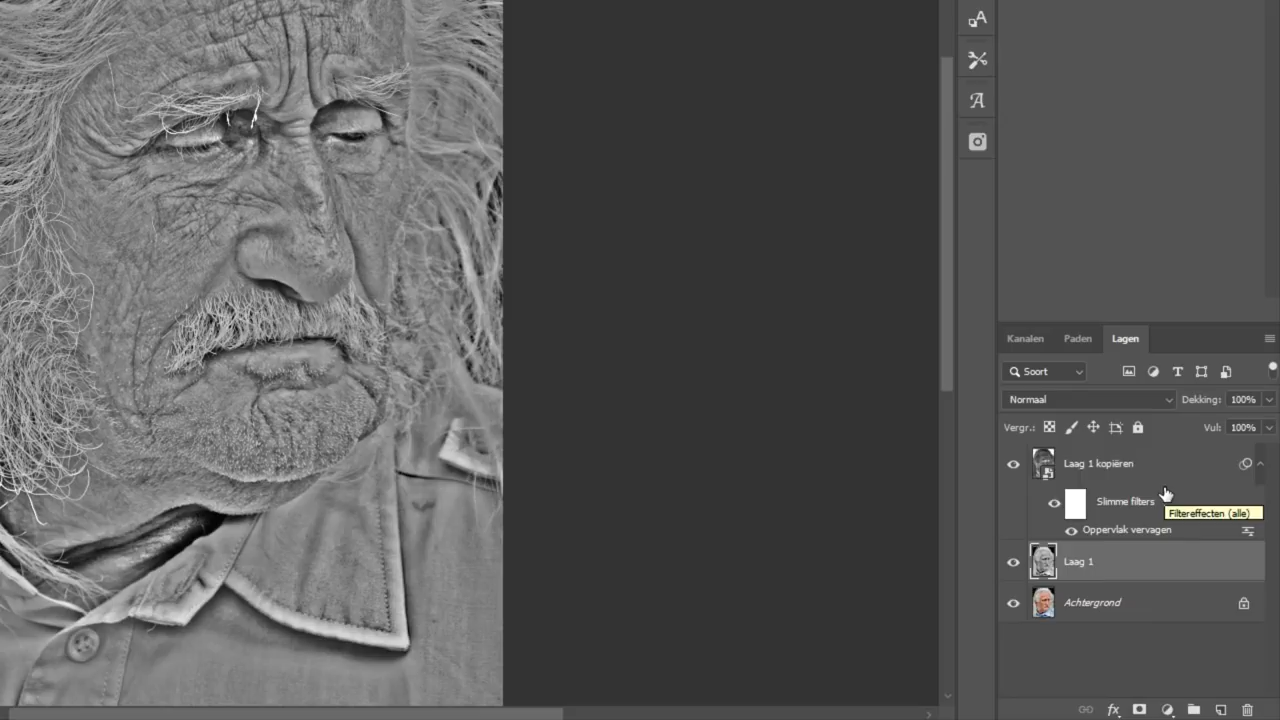 Kanalen Paden Lagen
Soort
Normaal Dekking: 100%
Vergr.: Vul: 100%
Laag 1 kopiëren
Slimme filters
Filtereffecten (alle)
Oppervlak vervagen
Laag 1
Achtergrond